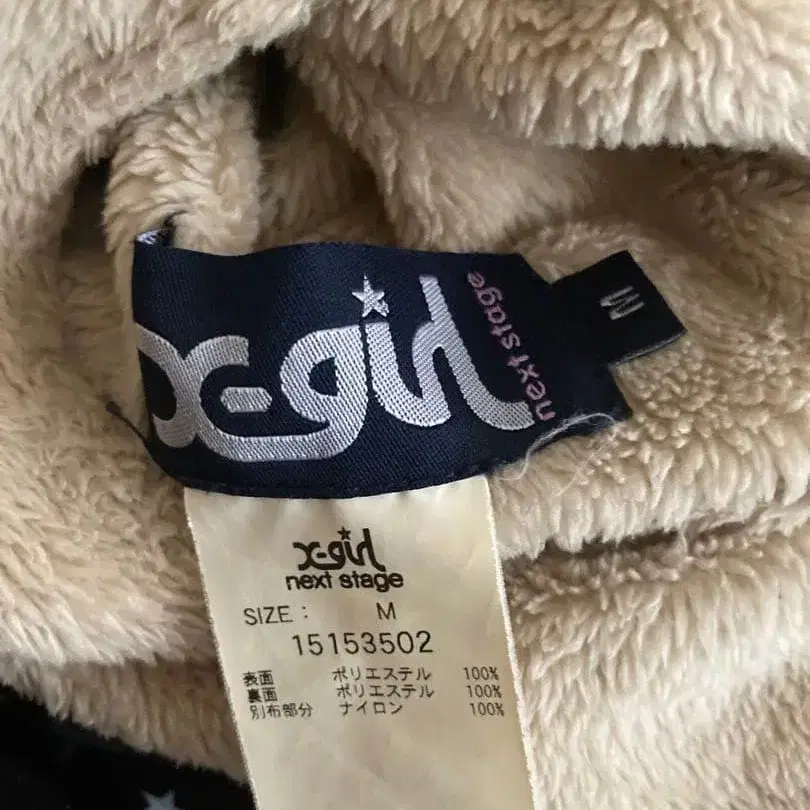 X-girl
next stage
M
X-girl
next stage
SIZE : M
15153502
表面 ポリエステル 100%
裏面 ポリエステル 100%
別布部分 ナイロン 100%